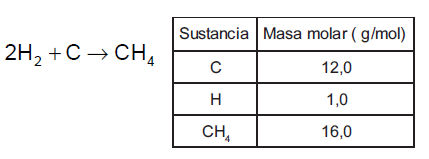 2H₂ + C → CH₄
Sustancia Masa molar ( g/mol)
C 12,0
H 1,0
CH₄ 16,0